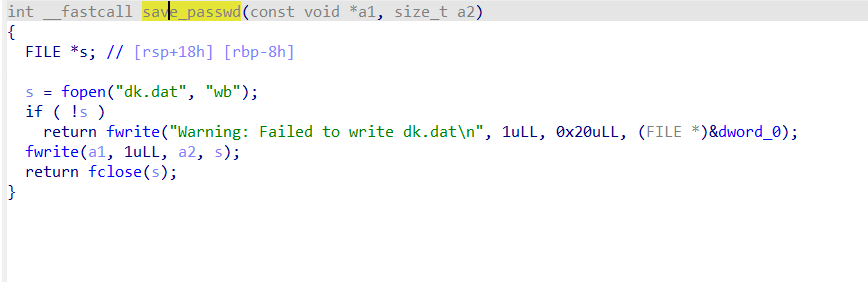 int __fastcall save_passwd(const void *a1, size_t a2)
{
  FILE *s; // [rsp+18h] [rbp-8h]

  s = fopen("dk.dat", "wb");
  if ( !s )
    return fwrite("Warning: Failed to write dk.dat\n", 1uLL, 0x20uLL, (FILE *)&dword_0);
  fwrite(a1, 1uLL, a2, s);
  return fclose(s);
}